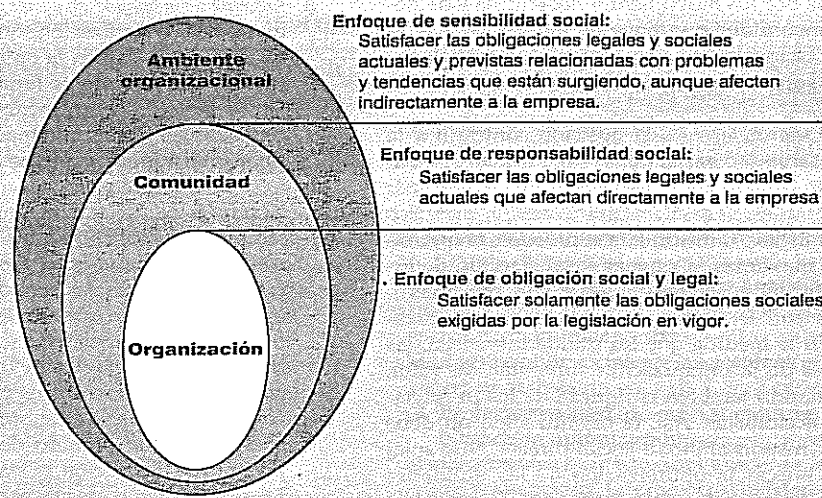 Enfoque de sensibilidad social:
Satisfacer las obligaciones legales y sociales
actuales y previstas relacionadas con problemas
y tendencias que están surgiendo, aunque afecten
indirectamente a la empresa.
Ambiente
organizacional
Enfoque de responsabilidad social:
Satisfacer las obligaciones legales y sociales
actuales que afectan directamente a la empresa
Comunidad
. Enfoque de obligación social y legal:
Satisfacer solamente las obligaciones sociales
exigidas por la legislación en vigor.
Organización